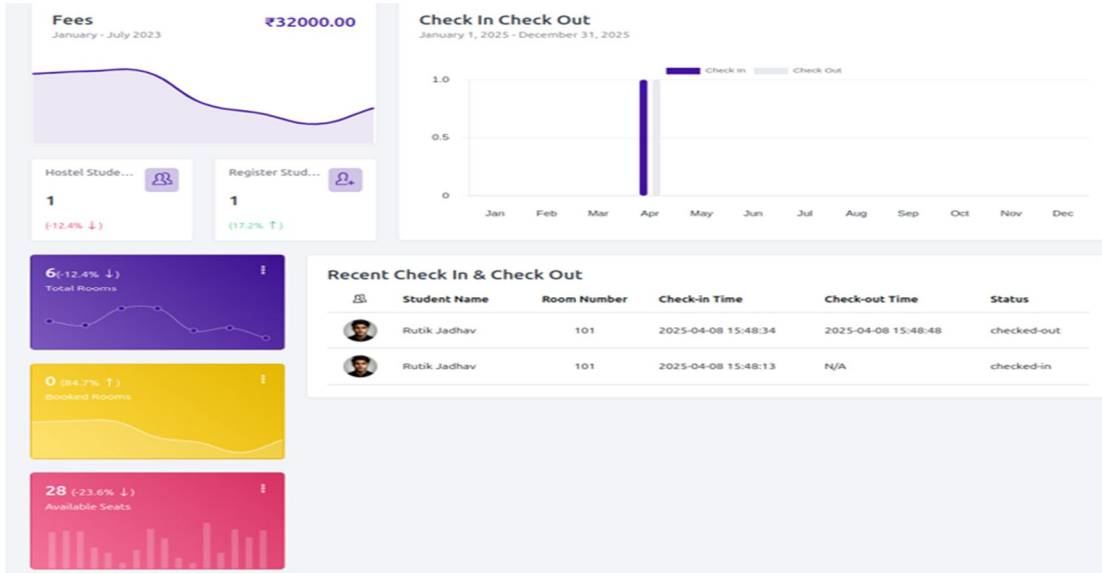 Fees ₹32000.00
January - July 2023
Check In Check Out
January 1, 2025 - December 31, 2025
Check In Check Out
1.0
0.5
0
Jan Feb Mar Apr May Jun Jul Aug Sep Oct Nov Dec
Hostel Stude...
1
(-12.4% ↓)
Register Stud...
1
(17.2% ↑)
6(-12.4% ↓)
Total Rooms
0 (84.7% ↑)
Booked Rooms
28 (-23.6% ↓)
Available Seats
Recent Check In & Check Out
Student Name Room Number Check-in Time Check-out Time Status
Rutik Jadhav 101 2025-04-08 15:48:34 2025-04-08 15:48:48 checked-out
Rutik Jadhav 101 2025-04-08 15:48:13 N/A checked-in